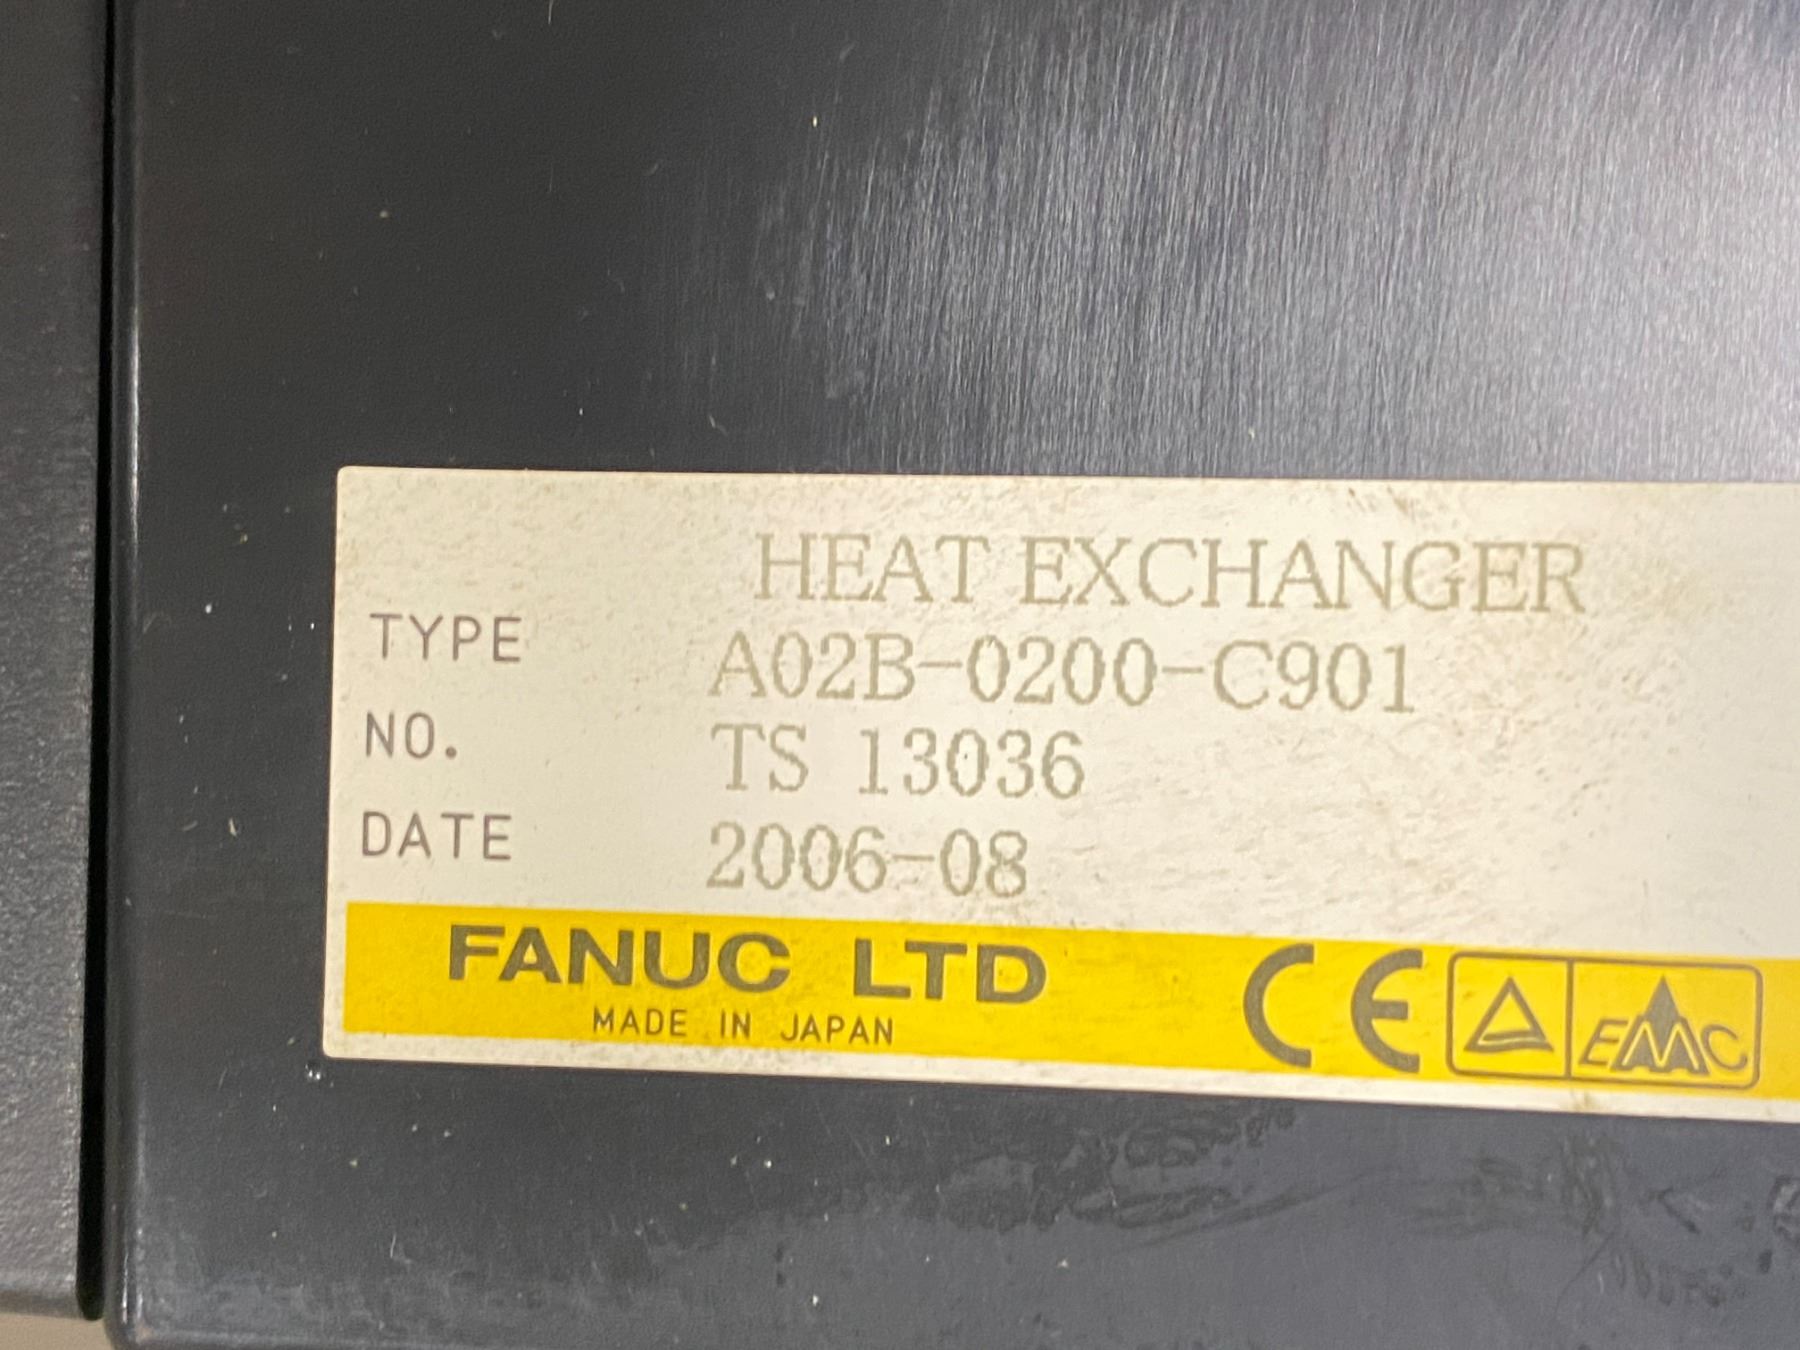 HEAT EXCHANGER
TYPE A02B-0200-C901
NO. TS 13036
DATE 2006-08
FANUC LTD
MADE IN JAPAN
CE EMC